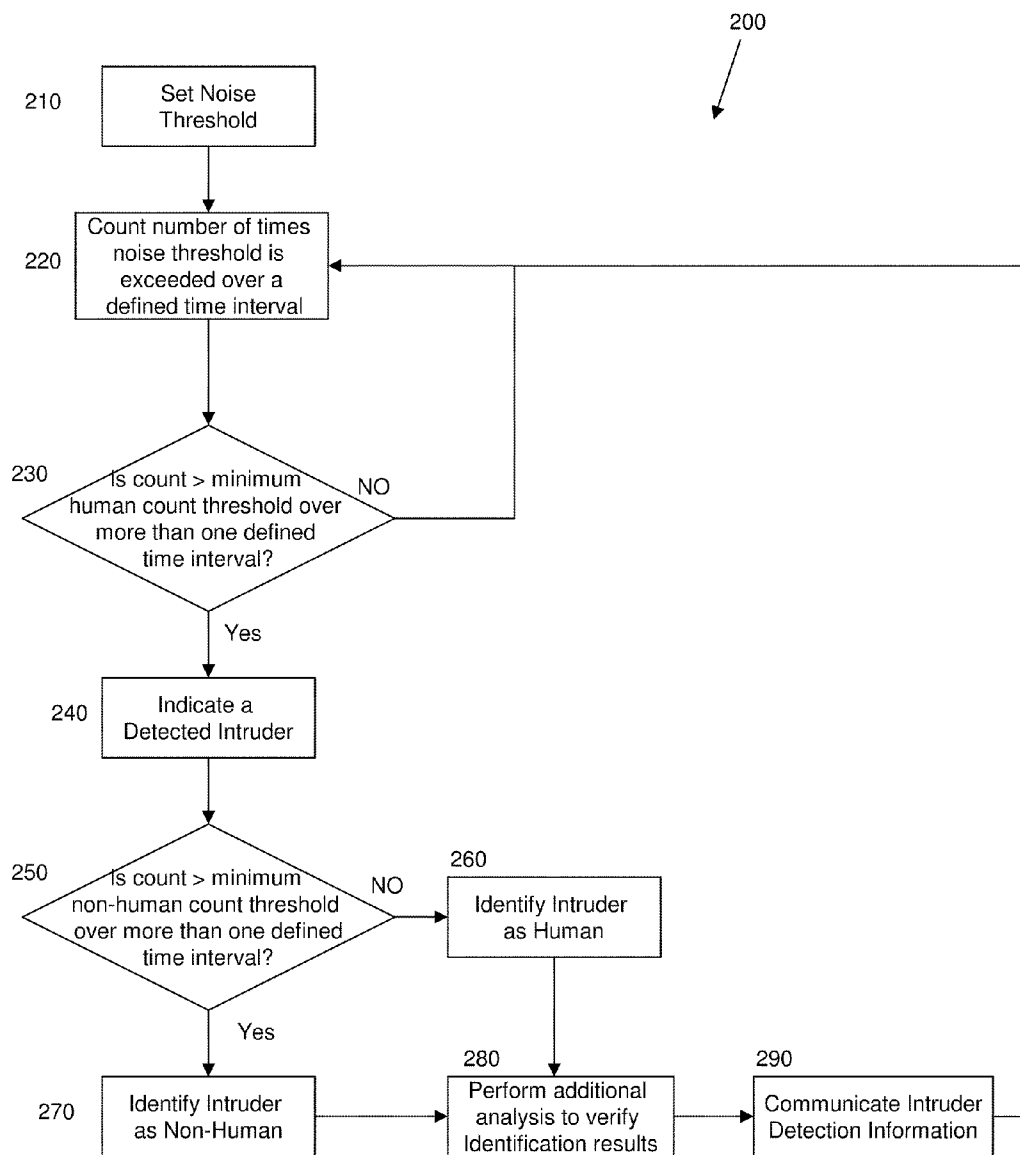 200
210
Set Noise
Threshold
220
Count number of times
noise threshold is
exceeded over a
defined time interval
230
Is count > minimum
human count threshold over
more than one defined
time interval?
NO
Yes
240
Indicate a
Detected Intruder
250
Is count > minimum
non-human count threshold
over more than one defined
time interval?
NO
260
Identify Intruder
as Human
Yes
270
Identify Intruder
as Non-Human
280
Perform additional
analysis to verify
Identification results
290
Communicate Intruder
Detection Information